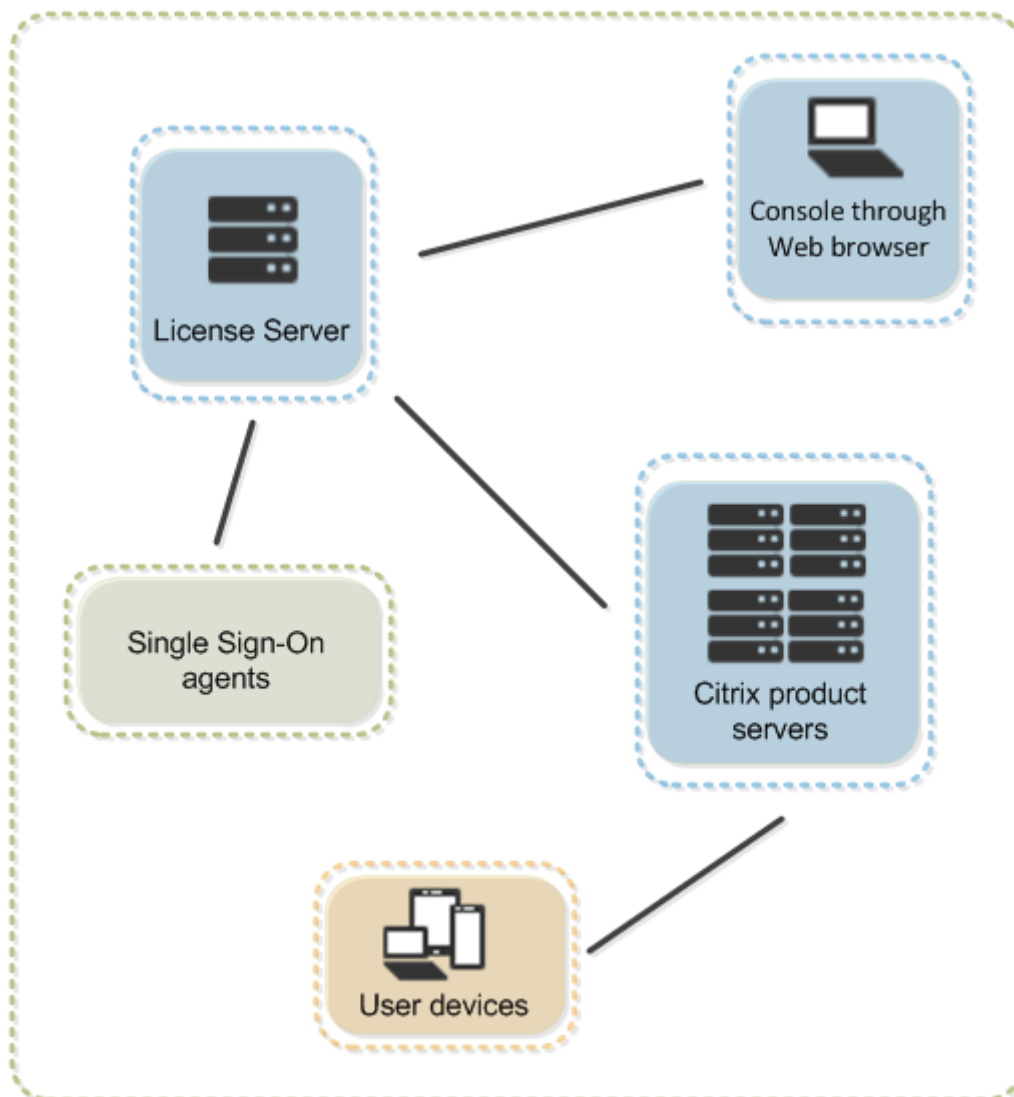 Console through
Web browser
License Server
Single Sign-On
agents
Citrix product
servers
User devices